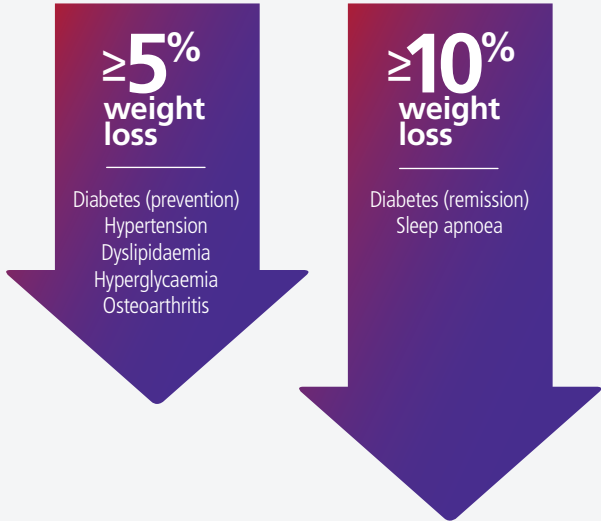 ≥5%
weight
loss
Diabetes (prevention)
Hypertension
Dyslipidaemia
Hyperglycaemia
Osteoarthritis
≥10%
weight
loss
Diabetes (remission)
Sleep apnoea